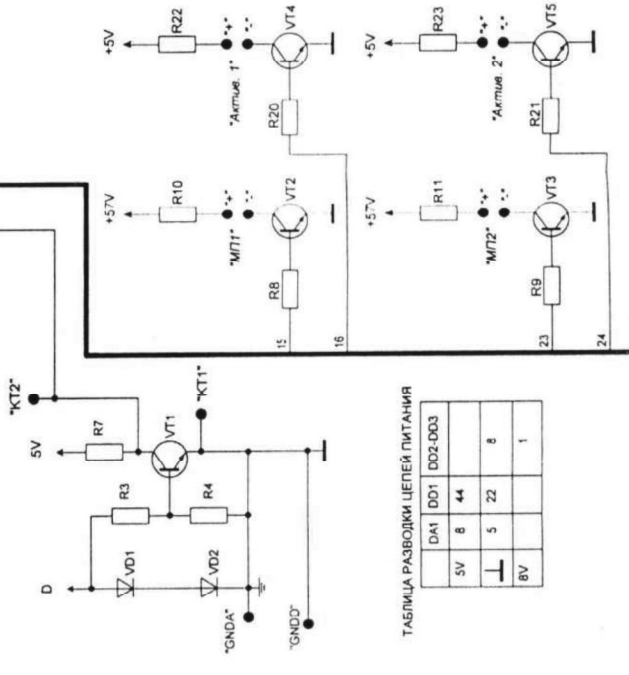 +5V
R22
"+"
"-"
VT4
"Актив. 1"
R20
+5V
R23
"+"
"-"
VT5
"Актив. 2"
R21
+57V
R10
"+"
"-"
VT2
"МП1"
R8
+57V
R11
"+"
"-"
VT3
"МП2"
R9
15
16
23
24
"КТ2"
5V
R7
VT1
"КТ1"
R3
R4
D
VD1
VD2
"GNDA"
"GNDD"
ТАБЛИЦА РАЗВОДКИ ЦЕПЕЙ ПИТАНИЯ
DA1 DD1 DD2-DD3
5V 8 44
5 22 8
8V 1